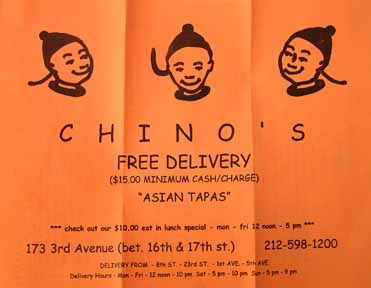 CHINO'S
FREE DELIVERY
($15.00 MINIMUM CASH/CHARGE)
"ASIAN TAPAS"
*** check out our $10.00 eat in lunch special - mon - fri 12 noon - 5 pm ***
173 3rd Avenue (bet. 16th & 17th st.) 212-598-1200
DELIVERY FROM - 8TH ST. - 23RD ST. - 1ST AVE. - 5TH AVE.
Delivery Hours - Mon - Fri - 12 noon - 10 pm Sat - 5 pm - 10 pm Sun - 5 pm - 9 pm